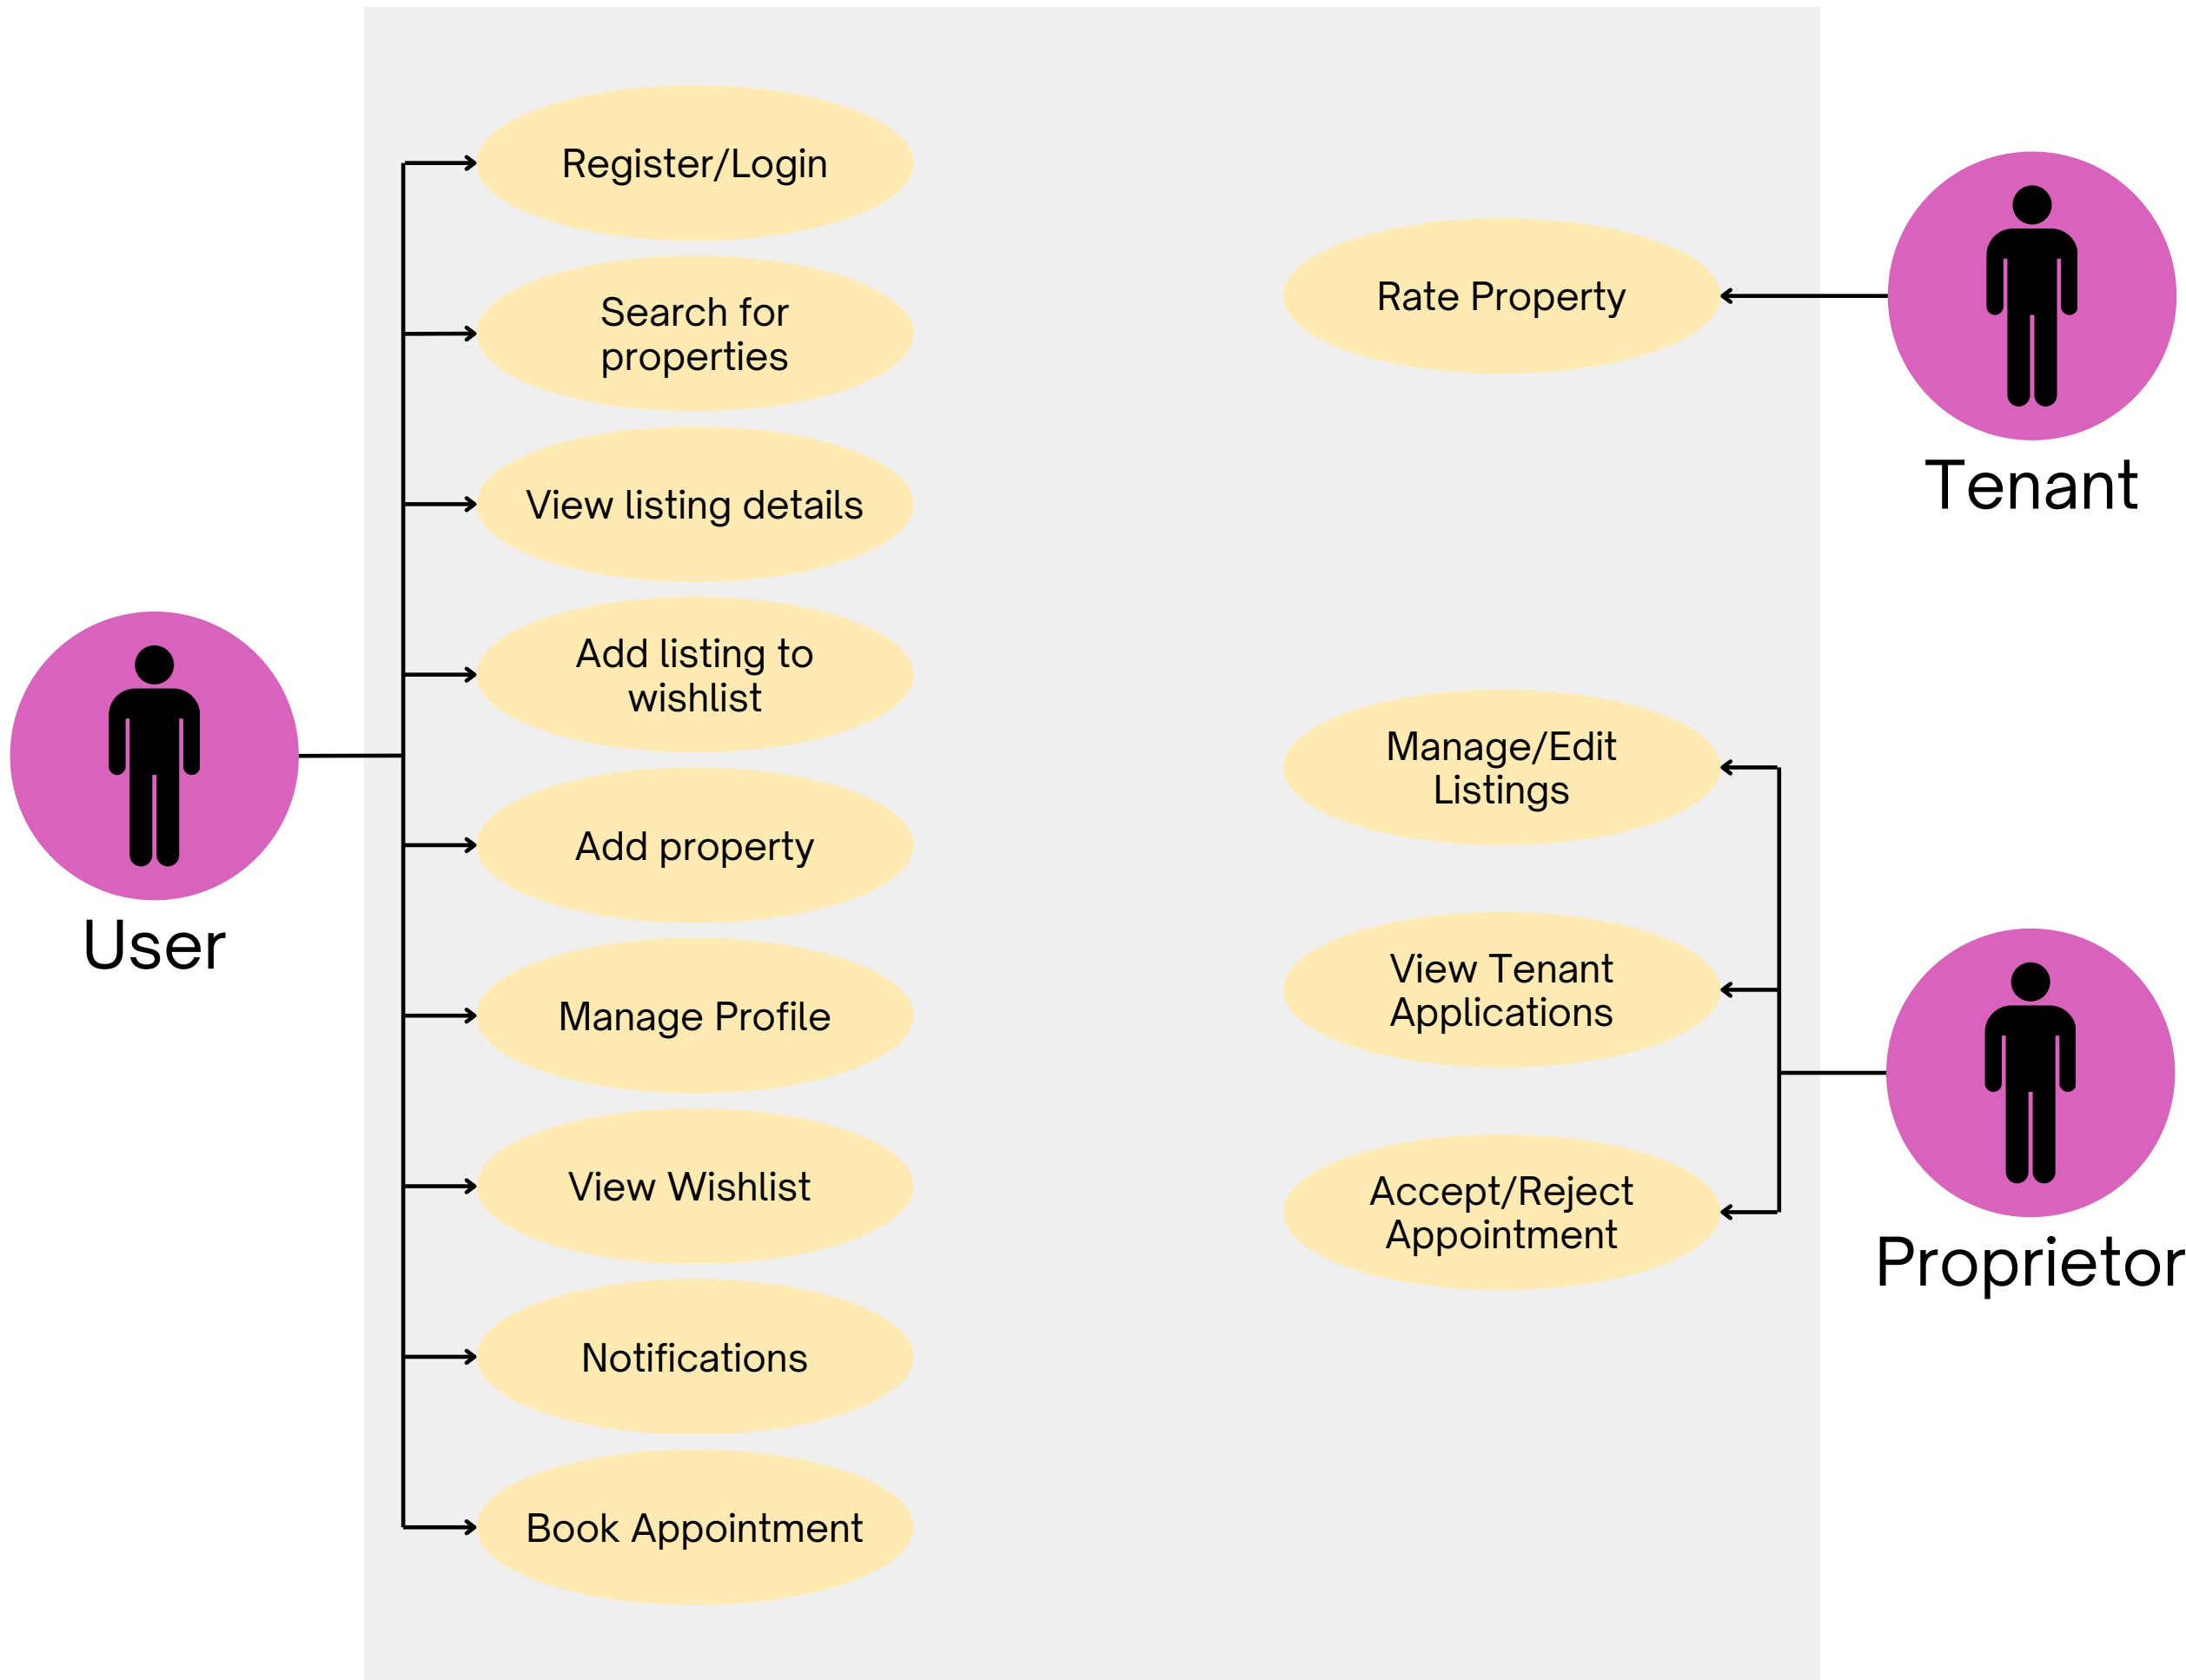 Register/Login
Search for
properties
View listing details
Add listing to
wishlist
Add property
Manage Profile
View Wishlist
Notifications
Book Appointment
User
Rate Property
Tenant
Manage/Edit
Listings
View Tenant
Applications
Accept/Reject
Appointment
Proprietor